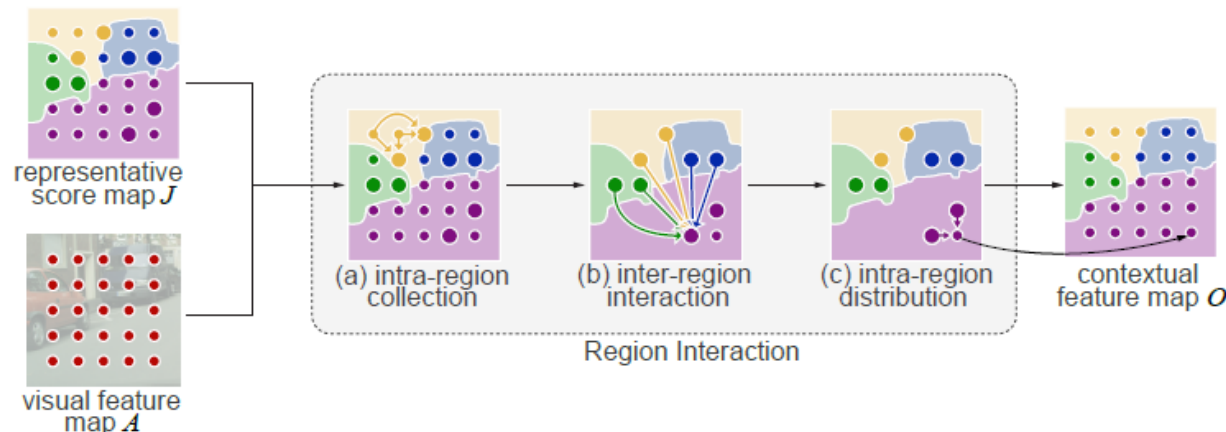 representative
score map J
visual feature
map A
(a) intra-region
collection
(b) inter-region
interaction
(c) intra-region
distribution
Region Interaction
contextual
feature map O